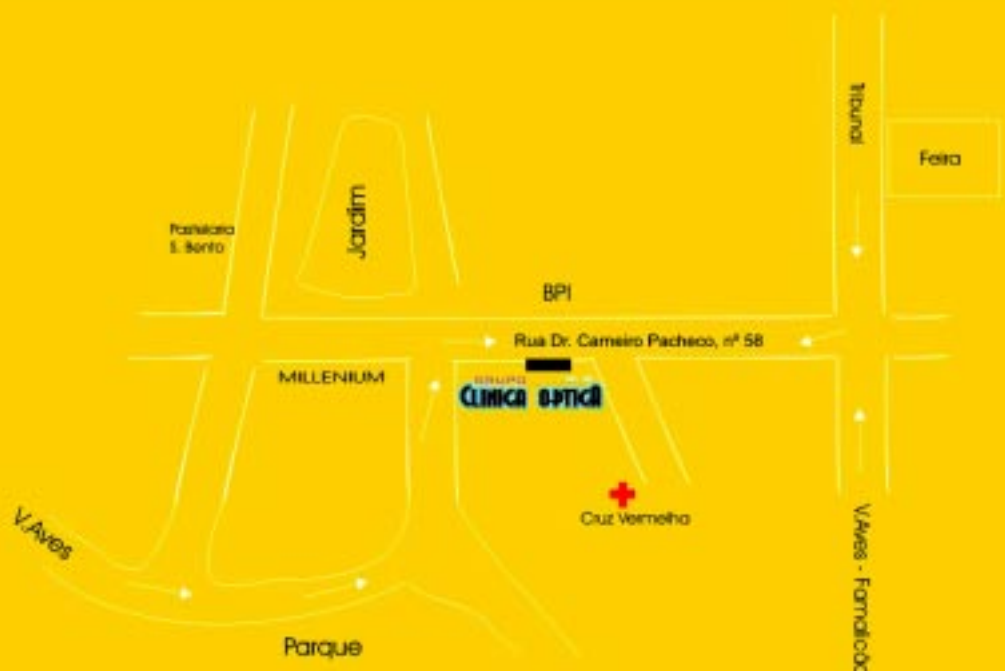 Tribunal
Feira
Jardim
Pastelaria
S. Bento
BPI
Rua Dr. Carneiro Pacheco, nº 58
MILLENIUM
GRUPO
CLINICA OPTICA
Cruz Vermelha
V.Aves
V.Aves - Famalicão
Parque